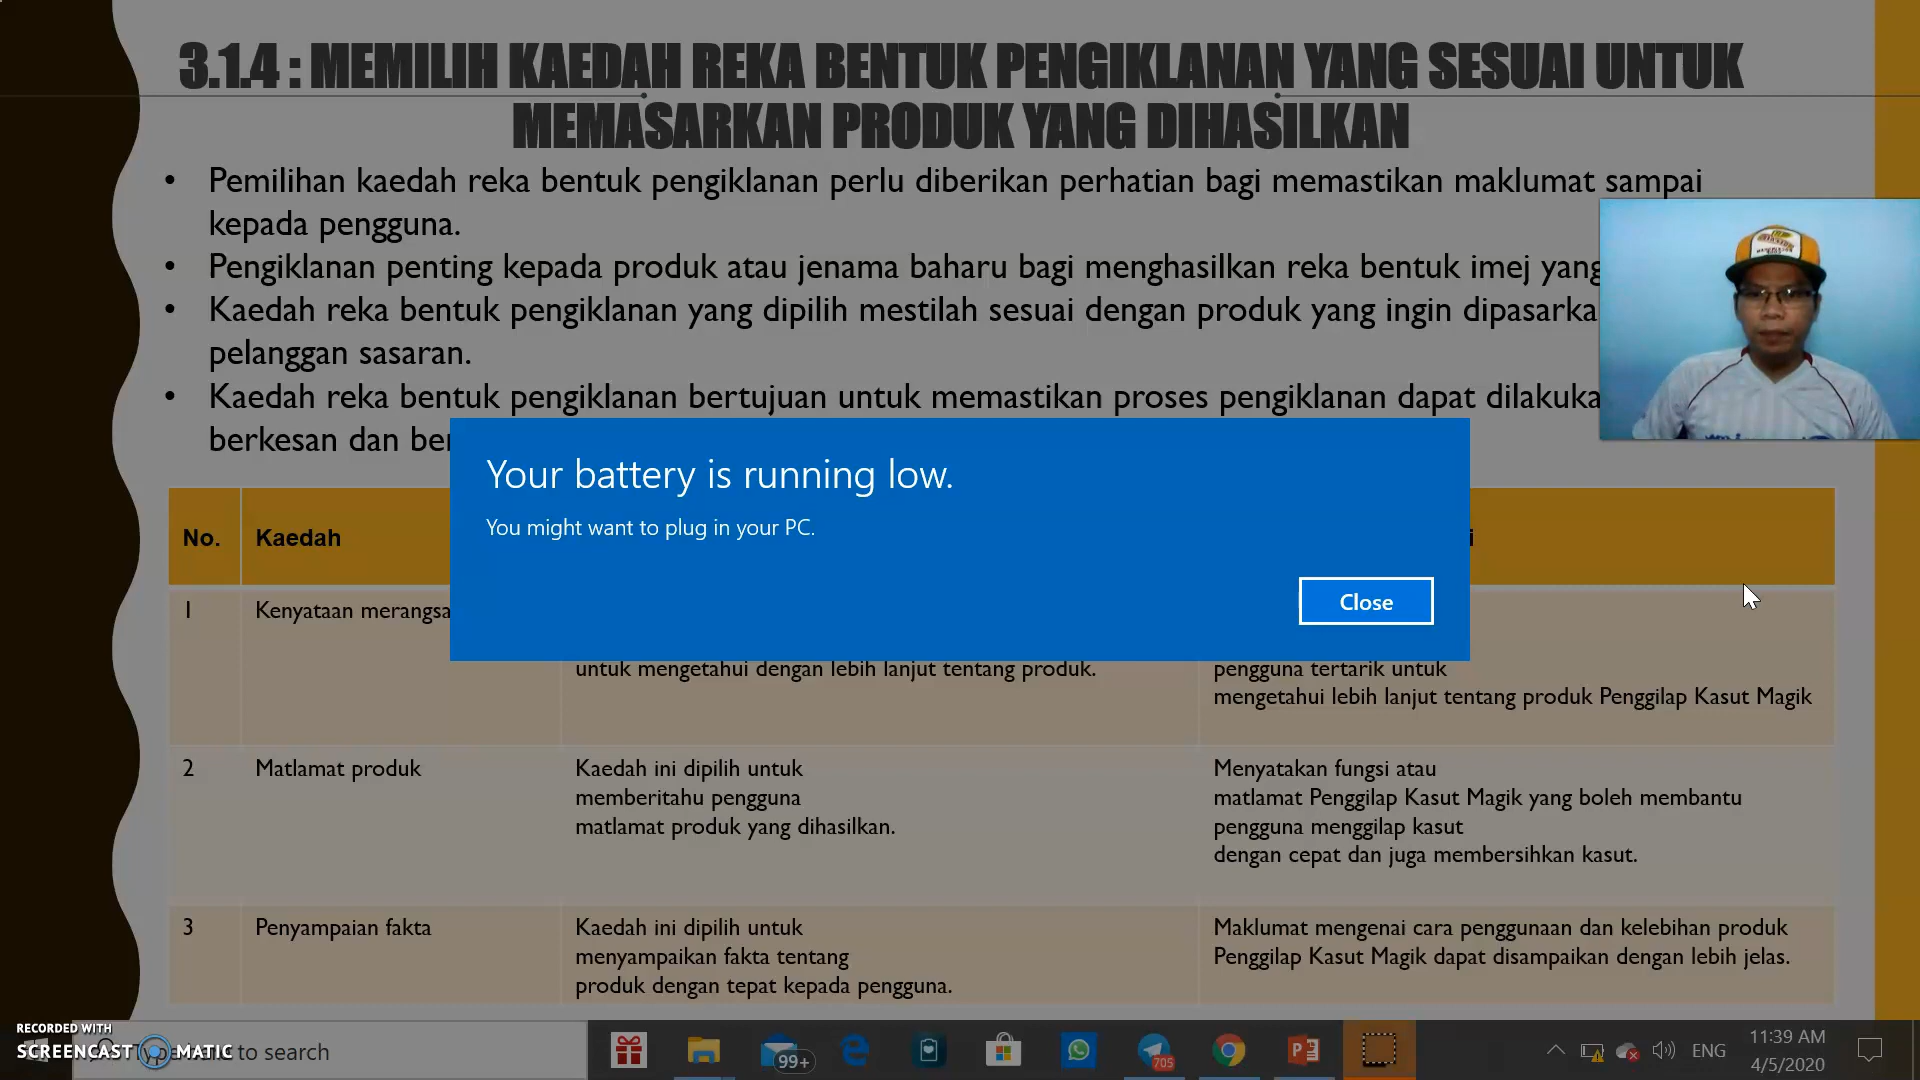 3.1.4 : MEMILIH KAEDAH REKA BENTUK PENGIKLANAN YANG SESUAI UNTUK
MEMASARKAN PRODUK YANG DIHASILKAN
• Pemilihan kaedah reka bentuk pengiklanan perlu diberikan perhatian bagi memastikan maklumat sampai
kepada pengguna.
• Pengiklanan penting kepada produk atau jenama baharu bagi menghasilkan reka bentuk imej yang
• Kaedah reka bentuk pengiklanan yang dipilih mestilah sesuai dengan produk yang ingin dipasarka
pelanggan sasaran.
• Kaedah reka bentuk pengiklanan bertujuan untuk memastikan proses pengiklanan dapat dilakuka
berkesan dan ber
Your battery is running low.
You might want to plug in your PC.
Close
No. Kaedah
1 Kenyataan merangsa
untuk mengetahui dengan lebih lanjut tentang produk.
pengguna tertarik untuk
mengetahui lebih lanjut tentang produk Penggilap Kasut Magik
2 Matlamat produk
Kaedah ini dipilih untuk
memberitahu pengguna
matlamat produk yang dihasilkan.
Menyatakan fungsi atau
matlamat Penggilap Kasut Magik yang boleh membantu
pengguna menggilap kasut
dengan cepat dan juga membersihkan kasut.
3 Penyampaian fakta
Kaedah ini dipilih untuk
menyampaikan fakta tentang
produk dengan tepat kepada pengguna.
Maklumat mengenai cara penggunaan dan kelebihan produk
Penggilap Kasut Magik dapat disampaikan dengan lebih jelas.
RECORDED WITH
SCREENCAST MATIC
Type here to search
99+
705
ENG
11:39 AM
4/5/2020